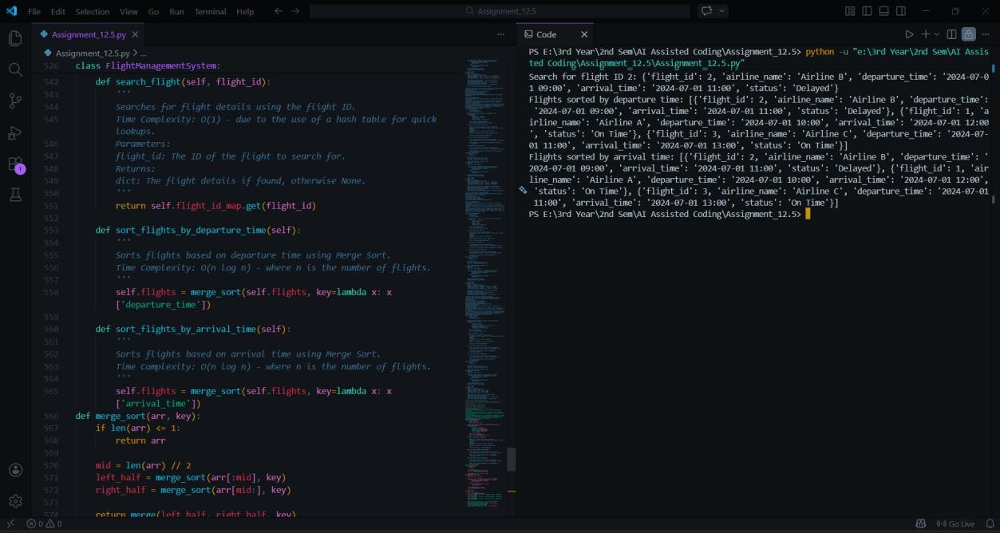 File Edit Selection View Go Run Terminal Help
Assignment_12.5
Assignment_12.5.py
Assignment_12.5.py > ...
526 class FlightManagementSystem:
542 def search_flight(self, flight_id):
543 '''
544 Searches for flight details using the flight ID.
545 Time Complexity: O(1) - due to the use of a hash table for quick
lookups.
546 Parameters:
547 flight_id: The ID of the flight to search for.
548 Returns:
549 dict: The flight details if found, otherwise None.
550 '''
551 return self.flight_id_map.get(flight_id)
552
553 def sort_flights_by_departure_time(self):
554 '''
555 Sorts flights based on departure time using Merge Sort.
556 Time Complexity: O(n log n) - where n is the number of flights.
557 '''
558 self.flights = merge_sort(self.flights, key=lambda x: x
['departure_time'])
559
560 def sort_flights_by_arrival_time(self):
561 '''
562 Sorts flights based on arrival time using Merge Sort.
563 Time Complexity: O(n log n) - where n is the number of flights.
564 '''
565 self.flights = merge_sort(self.flights, key=lambda x: x
['arrival_time'])
566 def merge_sort(arr, key):
567 if len(arr) <= 1:
568 return arr
569
570 mid = len(arr) // 2
571 left_half = merge_sort(arr[:mid], key)
572 right_half = merge_sort(arr[mid:], key)
573
574 return merge(left_half, right_half, key)
1
Code
PS E:\3rd Year\2nd Sem\AI Assisted Coding\Assignment_12.5> python -u "e:\3rd Year\2nd Sem\AI Assis
ted Coding\Assignment_12.5\Assignment_12.5.py"
Search for flight ID 2: {'flight_id': 2, 'airline_name': 'Airline B', 'departure_time': '2024-07-0
1 09:00', 'arrival_time': '2024-07-01 11:00', 'status': 'Delayed'}
Flights sorted by departure time: [{'flight_id': 2, 'airline_name': 'Airline B', 'departure_time':
'2024-07-01 09:00', 'arrival_time': '2024-07-01 11:00', 'status': 'Delayed'}, {'flight_id': 1, 'a
irline_name': 'Airline A', 'departure_time': '2024-07-01 10:00', 'arrival_time': '2024-07-01 12:00
', 'status': 'On Time'}, {'flight_id': 3, 'airline_name': 'Airline C', 'departure_time': '2024-07-
01 11:00', 'arrival_time': '2024-07-01 13:00', 'status': 'On Time'}]
Flights sorted by arrival time: [{'flight_id': 2, 'airline_name': 'Airline B', 'departure_time': '
2024-07-01 09:00', 'arrival_time': '2024-07-01 11:00', 'status': 'Delayed'}, {'flight_id': 1, 'air
line_name': 'Airline A', 'departure_time': '2024-07-01 10:00', 'arrival_time': '2024-07-01 12:00',
'status': 'On Time'}, {'flight_id': 3, 'airline_name': 'Airline C', 'departure_time': '2024-07-01
11:00', 'arrival_time': '2024-07-01 13:00', 'status': 'On Time'}]
PS E:\3rd Year\2nd Sem\AI Assisted Coding\Assignment_12.5>
0 0
Go Live